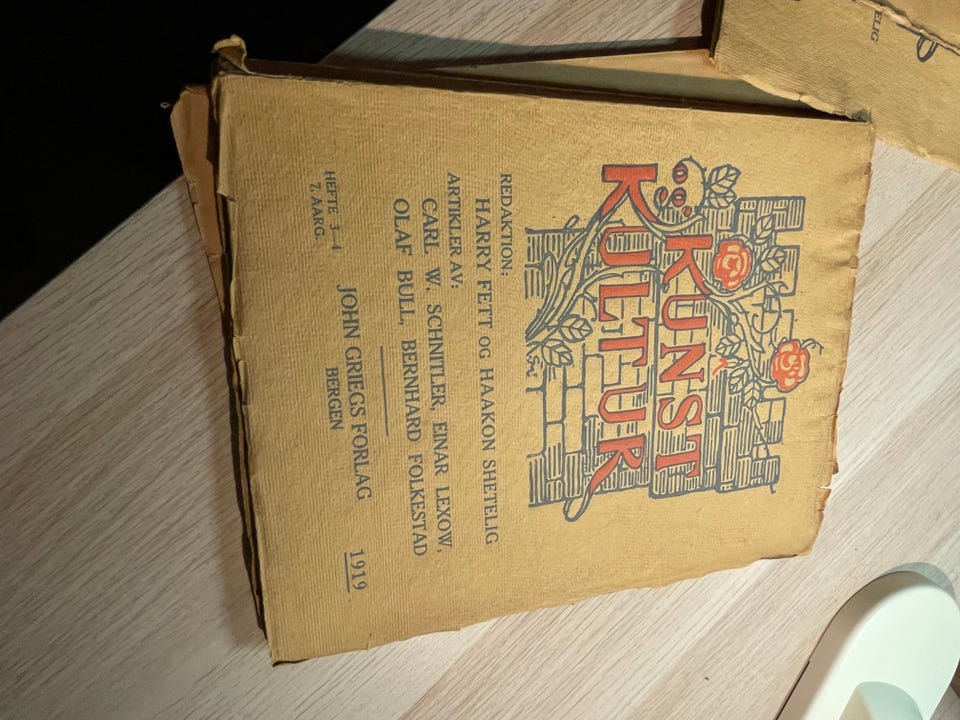 KUNST
OG
KULTUR
REDAKTION:
HARRY FETT OG HAAKON SHETELIG
ARTIKLER AV:
CARL W. SCHNITLER, EINAR LEXOW,
OLAF BULL, BERNHARD FOLKESTAD
HEFTE 3—4
7. AARG.
JOHN GRIEGS FORLAG
BERGEN
1919
ELIG